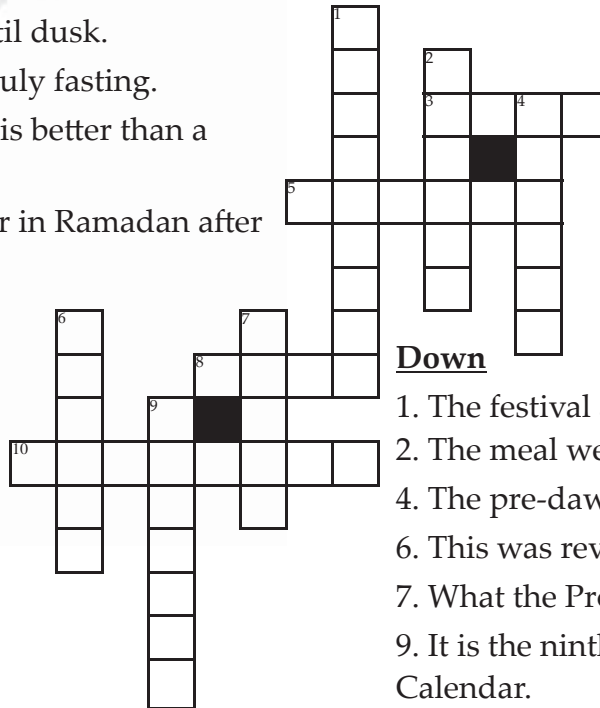 til dusk.
uly fasting.
is better than a
r in Ramadan after
1
2
3
4
5
6
7
8
9
10
Down
1. The festival
2. The meal we
4. The pre-daw
6. This was rev
7. What the Pro
9. It is the nint
Calendar.